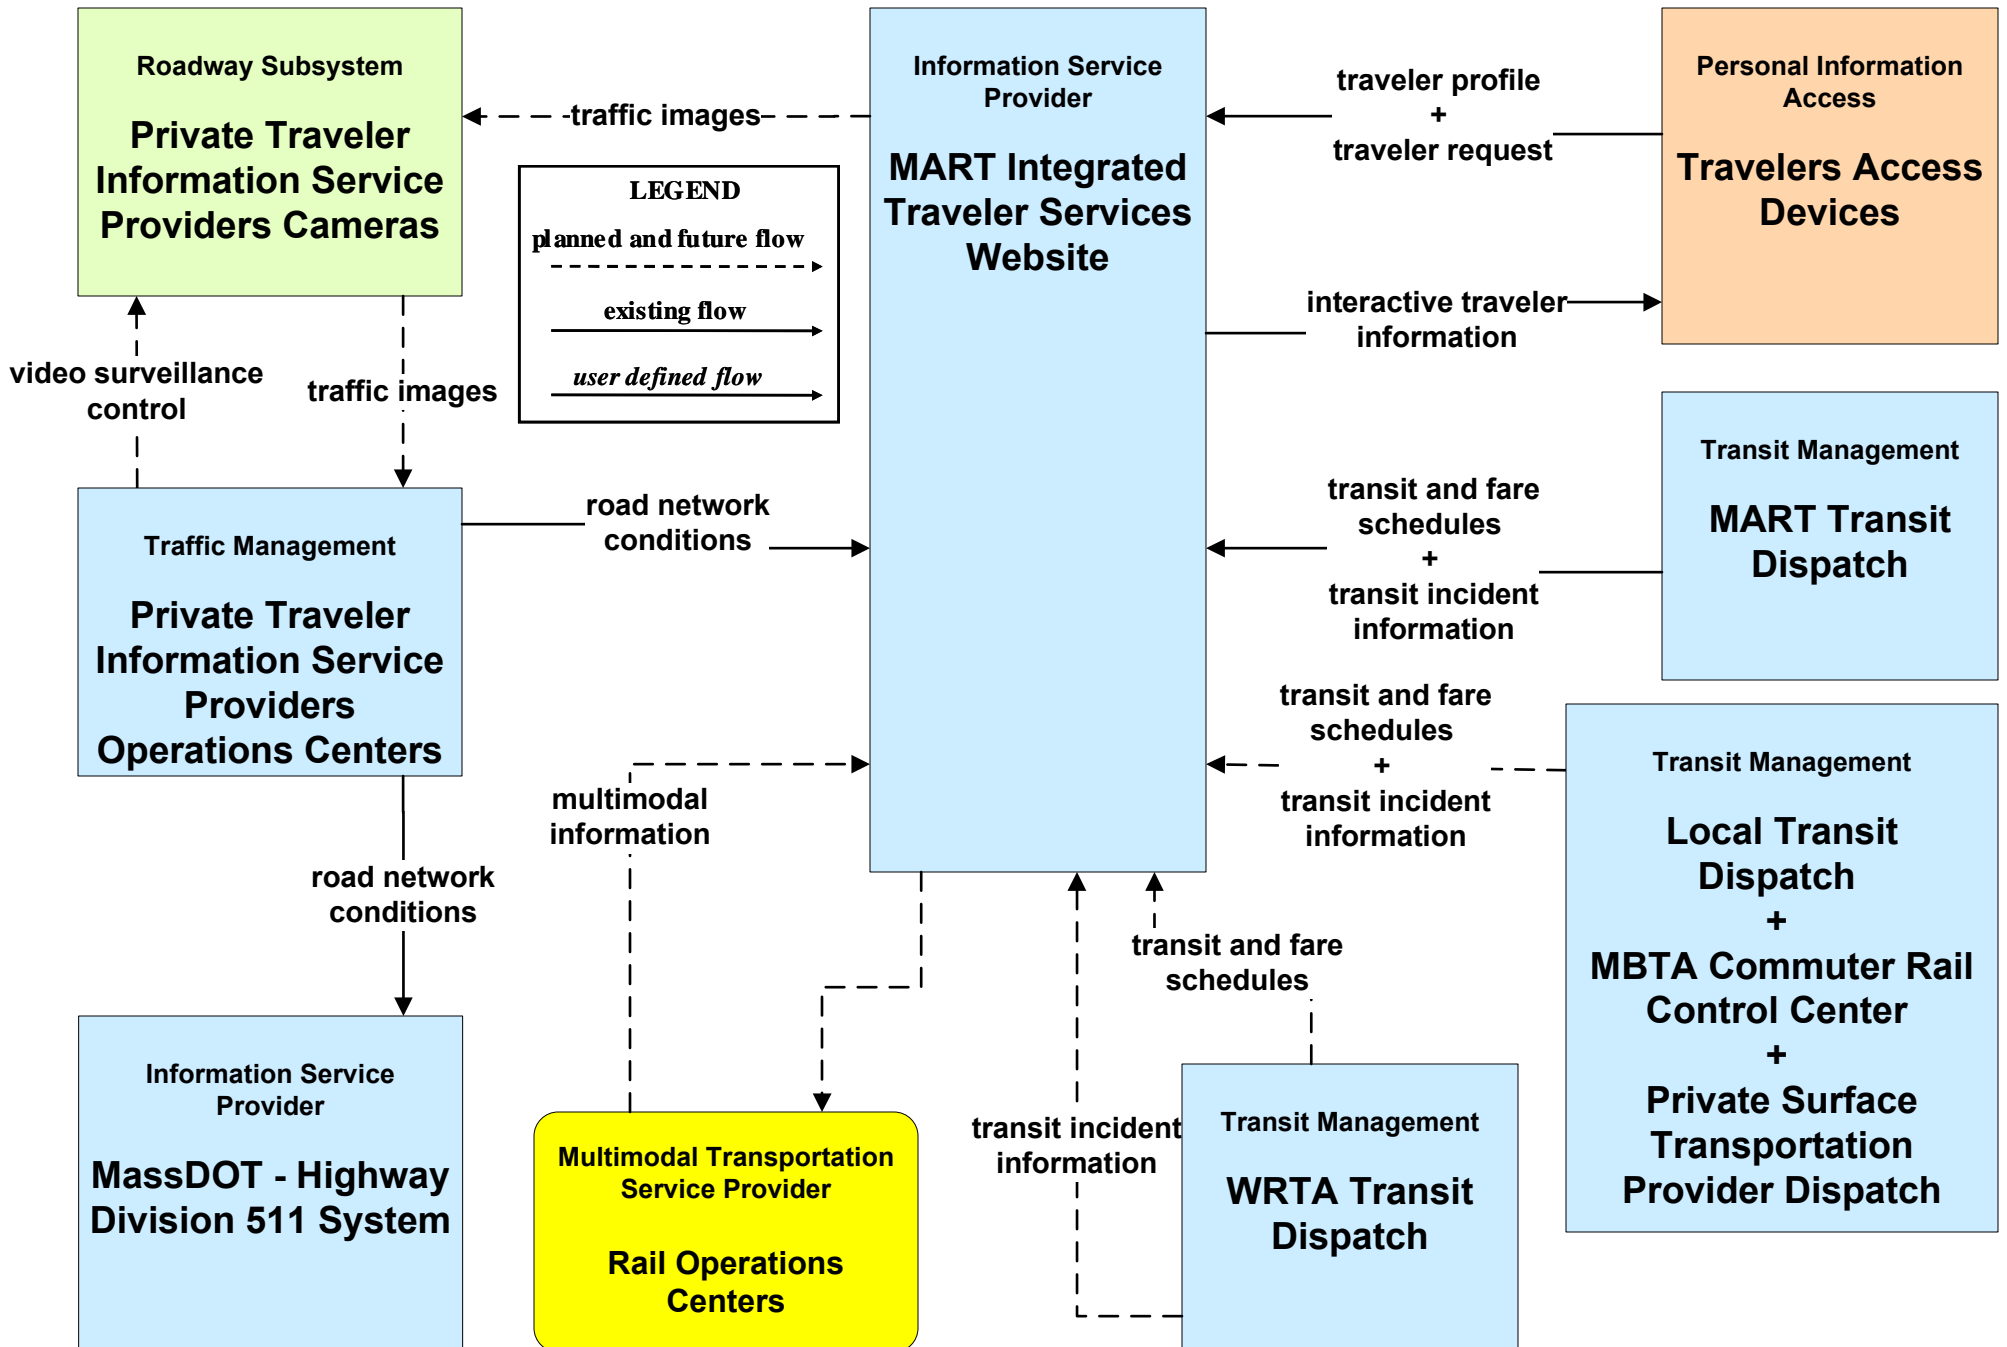 Roadway Subsystem
Private Traveler
Information Service
Providers Cameras
traffic images
Information Service
Provider
MART Integrated
Traveler Services
Website
traveler profile
+
traveler request
Personal Information
Access
Travelers Access
Devices
LEGEND
planned and future flow
existing flow
user defined flow
interactive traveler
information
video surveillance
control
traffic images
Traffic Management
Private Traveler
Information Service
Providers
Operations Centers
road network
conditions
transit and fare
schedules
+
transit incident
information
Transit Management
MART Transit
Dispatch
transit and fare
schedules
+
transit incident
information
Transit Management
Local Transit
Dispatch
+
MBTA Commuter Rail
Control Center
+
Private Surface
Transportation
Provider Dispatch
multimodal
information
road network
conditions
transit and fare
schedules
Information Service
Provider
MassDOT - Highway
Division 511 System
Multimodal Transportation
Service Provider
Rail Operations
Centers
transit incident
information
Transit Management
WRTA Transit
Dispatch